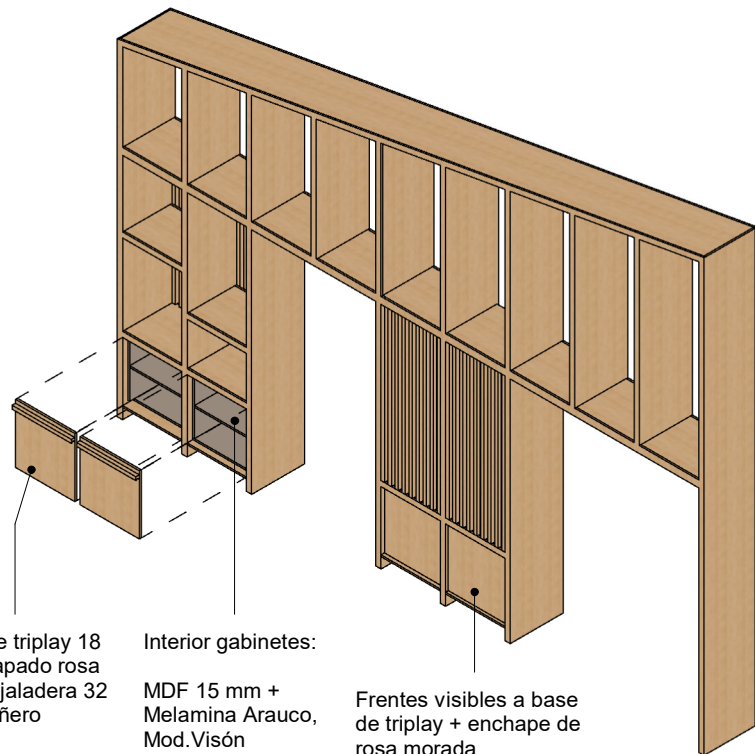 e triplay 18
apado rosa
jaladera 32
ñero
Interior gabinetes:
MDF 15 mm +
Melamina Arauco,
Mod.Visón
Frentes visibles a base
de triplay + enchape de
rosa morada